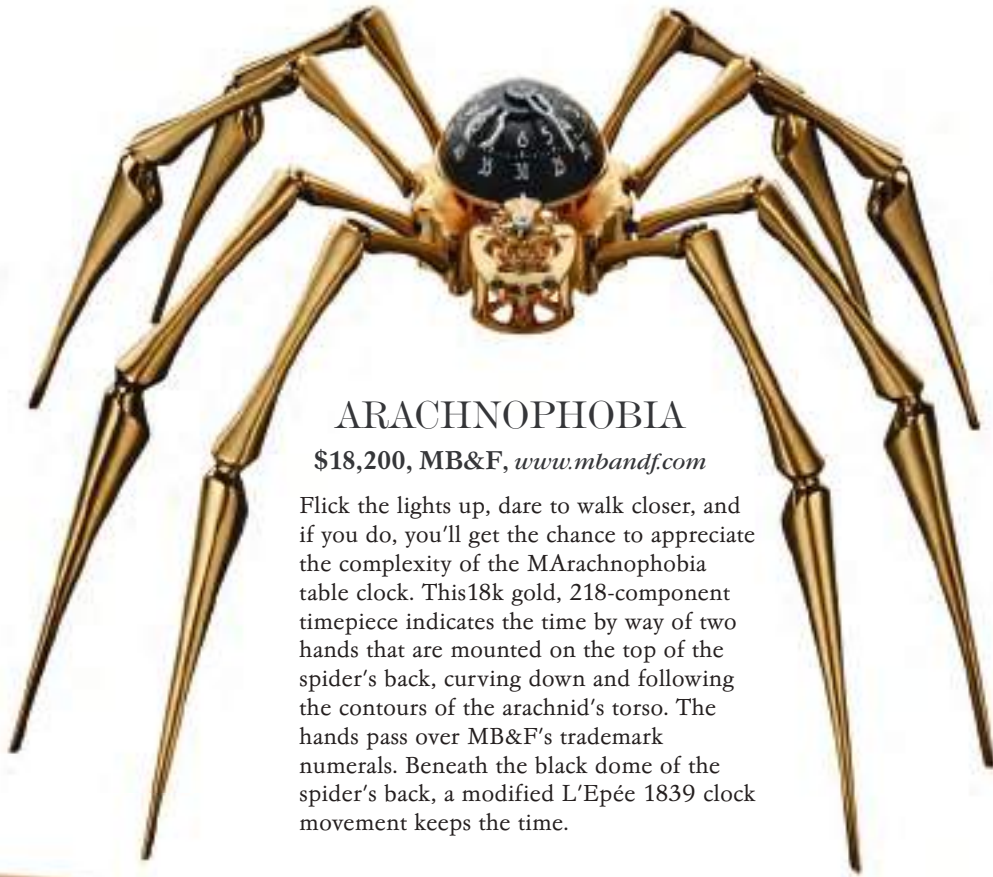 ARACHNOPHOBIA
$18,200, MB&F, www.mbandf.com
Flick the lights up, dare to walk closer, and
if you do, you'll get the chance to appreciate
the complexity of the MArachnophobia
table clock. This18k gold, 218-component
timepiece indicates the time by way of two
hands that are mounted on the top of the
spider's back, curving down and following
the contours of the arachnid's torso. The
hands pass over MB&F's trademark
numerals. Beneath the black dome of the
spider's back, a modified L'Epée 1839 clock
movement keeps the time.